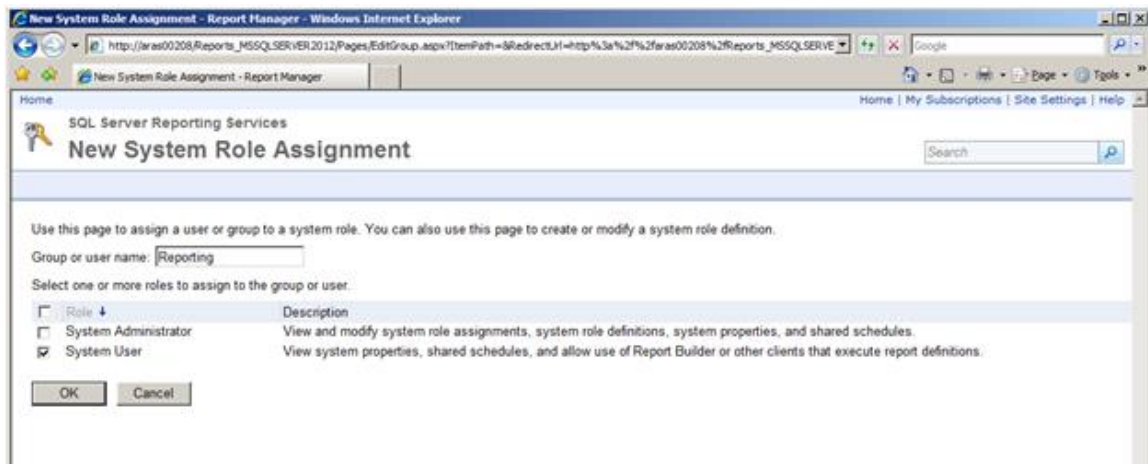 New System Role Assignment - Report Manager - Windows Internet Explorer
http://aras00208/Reports_MSSQLSERVER2012/Pages/EditGroup.aspx?ItemPath=&RedirectUrl=http%3a%2f%2faras00208%2fReports_MSSQLSERVE
Google
New System Role Assignment - Report Manager
Page Tools
Home
Home | My Subscriptions | Site Settings | Help
SQL Server Reporting Services
New System Role Assignment
Search
Use this page to assign a user or group to a system role. You can also use this page to create or modify a system role definition.
Group or user name: Reporting
Select one or more roles to assign to the group or user.
Role Description
System Administrator View and modify system role assignments, system role definitions, system properties, and shared schedules.
System User View system properties, shared schedules, and allow use of Report Builder or other clients that execute report definitions.
OK Cancel